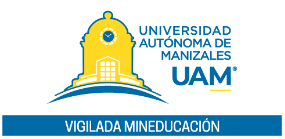 UNIVERSIDAD
AUTÓNOMA DE
MANIZALES
UAM®
VIGILADA MINEDUCACIÓN